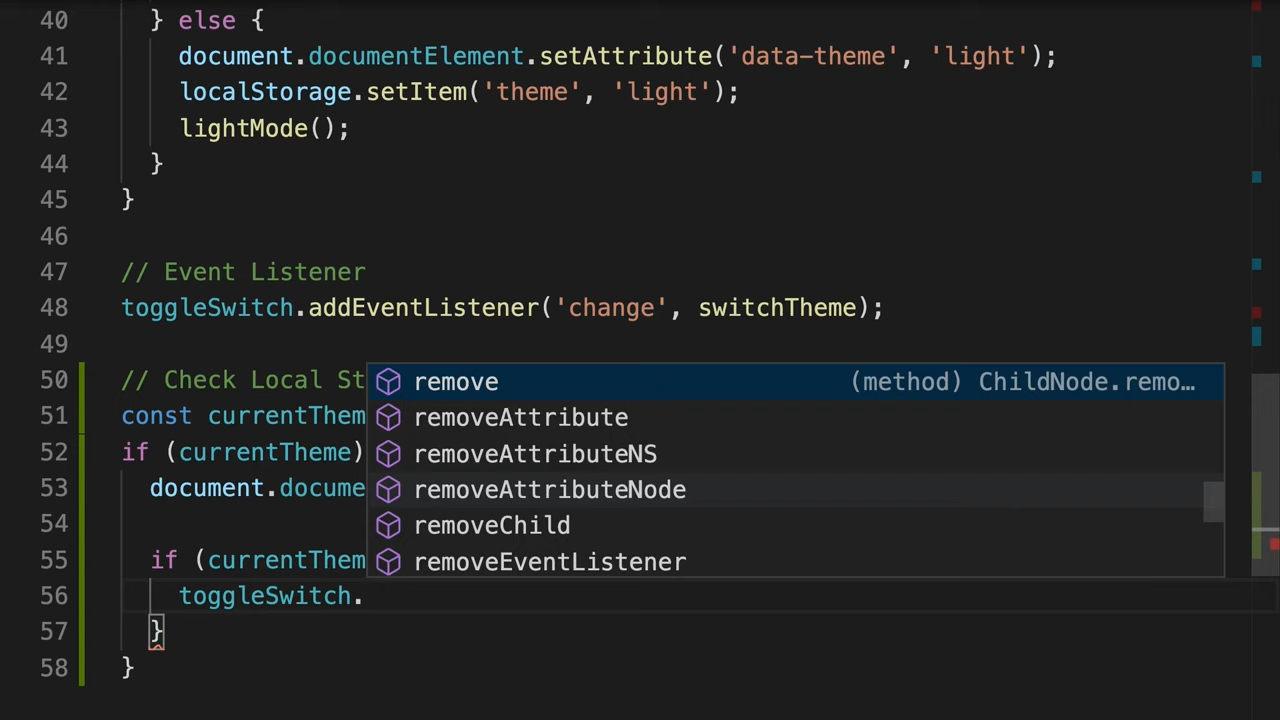 40 } else {
41 document.documentElement.setAttribute('data-theme', 'light');
42 localStorage.setItem('theme', 'light');
43 lightMode();
44 }
45 }
46
47 // Event Listener
48 toggleSwitch.addEventListener('change', switchTheme);
49
50 // Check Local St
51 const currentThem
52 if (currentTheme)
53 document.docume
54
55 if (currentThem
56 toggleSwitch.
57 }
58 }
remove (method) ChildNode.remo…
removeAttribute
removeAttributeNS
removeAttributeNode
removeChild
removeEventListener